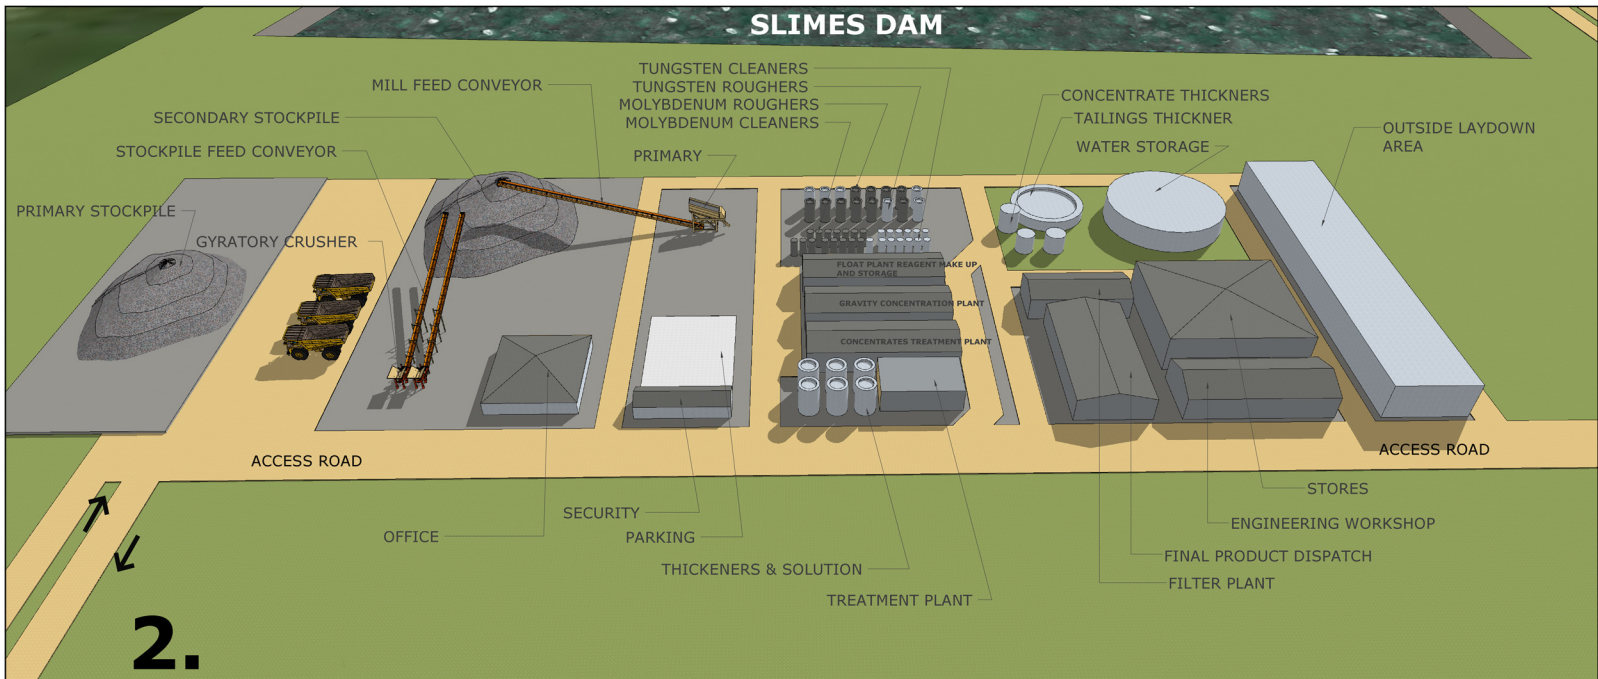 SLIMES DAM
TUNGSTEN CLEANERS
TUNGSTEN ROUGHERS
MOLYBDENUM ROUGHERS
MOLYBDENUM CLEANERS
MILL FEED CONVEYOR
SECONDARY STOCKPILE
STOCKPILE FEED CONVEYOR
PRIMARY
CONCENTRATE THICKNERS
TAILINGS THICKNER
WATER STORAGE
OUTSIDE LAYDOWN
AREA
PRIMARY STOCKPILE
GYRATORY CRUSHER
FLOAT PLANT REAGENT MAKE UP
AND STORAGE
GRAVITY CONCENTRATION PLANT
CONCENTRATES TREATMENT PLANT
ACCESS ROAD
ACCESS ROAD
STORES
ENGINEERING WORKSHOP
FINAL PRODUCT DISPATCH
FILTER PLANT
SECURITY
OFFICE
PARKING
THICKENERS & SOLUTION
TREATMENT PLANT
2.